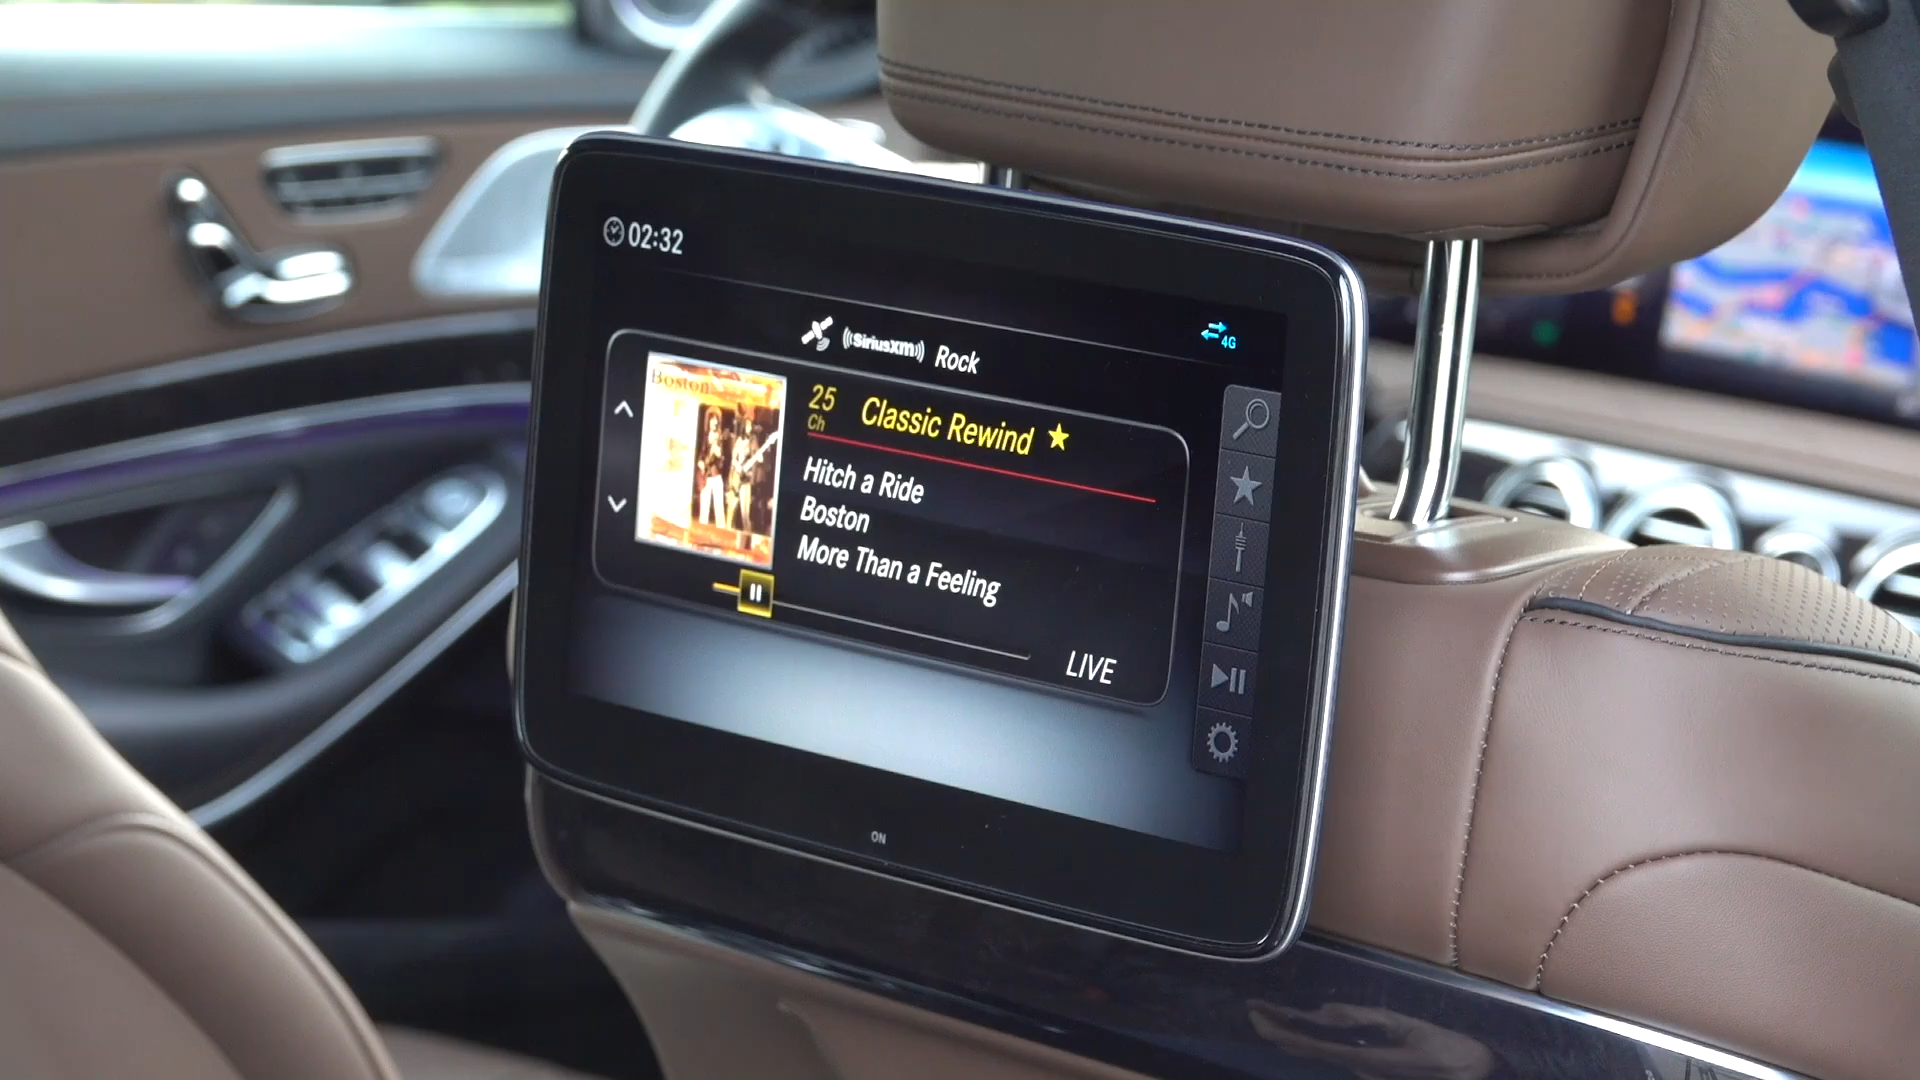 02:32
SiriusXM Rock
4G
Boston
25 Ch Classic Rewind
Hitch a Ride
Boston
More Than a Feeling
LIVE
ON